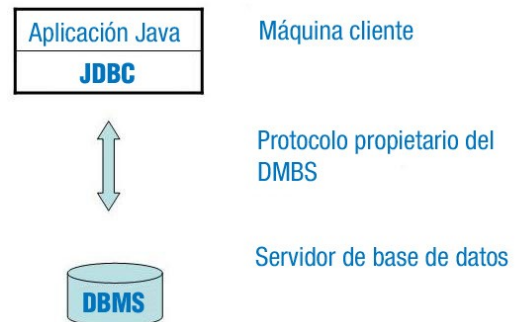 Aplicación Java
Máquina cliente
JDBC
Protocolo propietario del
DMBS
Servidor de base de datos
DBMS